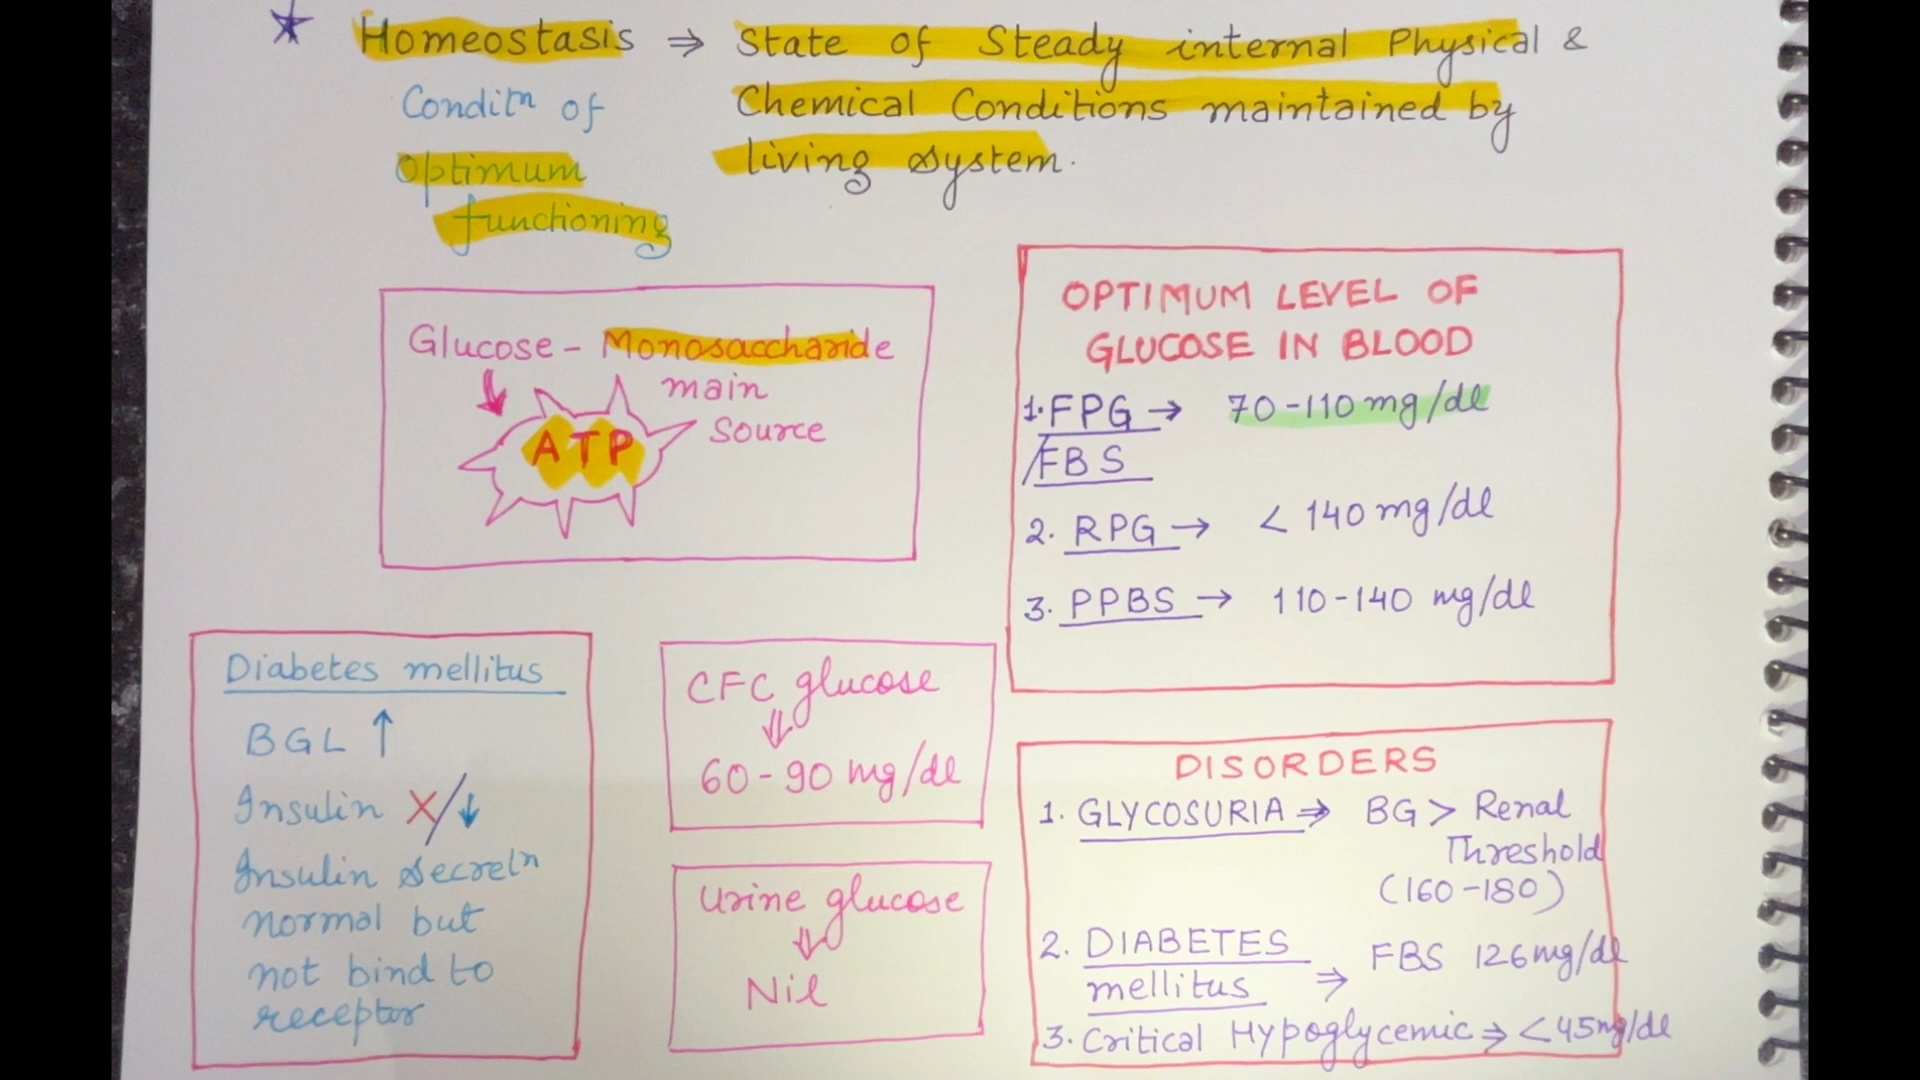 Homeostasis ⇒ State of Steady internal Physical &
Conditn of Chemical Conditions maintained by
Optimum living system.
functioning
Glucose - Monosaccharide
main
ATP Source
OPTIMUM LEVEL OF
GLUCOSE IN BLOOD
1. FPG → 70-110 mg/dl
/FBS
2. RPG → < 140 mg/dl
3. PPBS → 110-140 mg/dl
Diabetes mellitus
BGL ↑
Insulin X/↓
Insulin Secretn
normal but
not bind to
receptor
CFC glucose
⇓
60-90 mg/dl
Urine glucose
⇓
Nil
DISORDERS
1. GLYCOSURIA ⇒ BG > Renal
Threshold
(160-180)
2. DIABETES
mellitus ⇒ FBS 126mg/dl
3. Critical Hypoglycemic ⇒ <45mg/dl